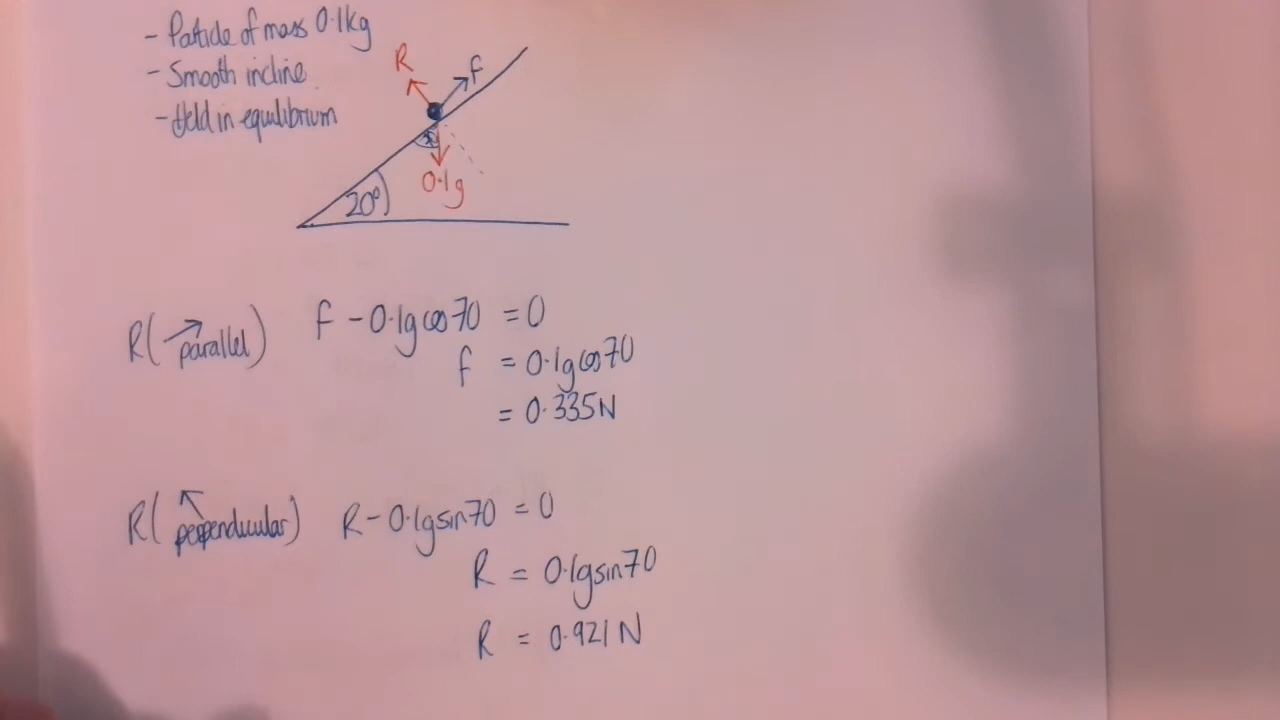 - Particle of mass 0.1kg
- Smooth incline.
- Held in equilibrium
R
F
0.1g
20°
R( parallel) F - 0.1gcos70 = 0
F = 0.1gcos70
= 0.335N
R( perpendicular) R - 0.1gsin70 = 0
R = 0.1gsin70
R = 0.921N